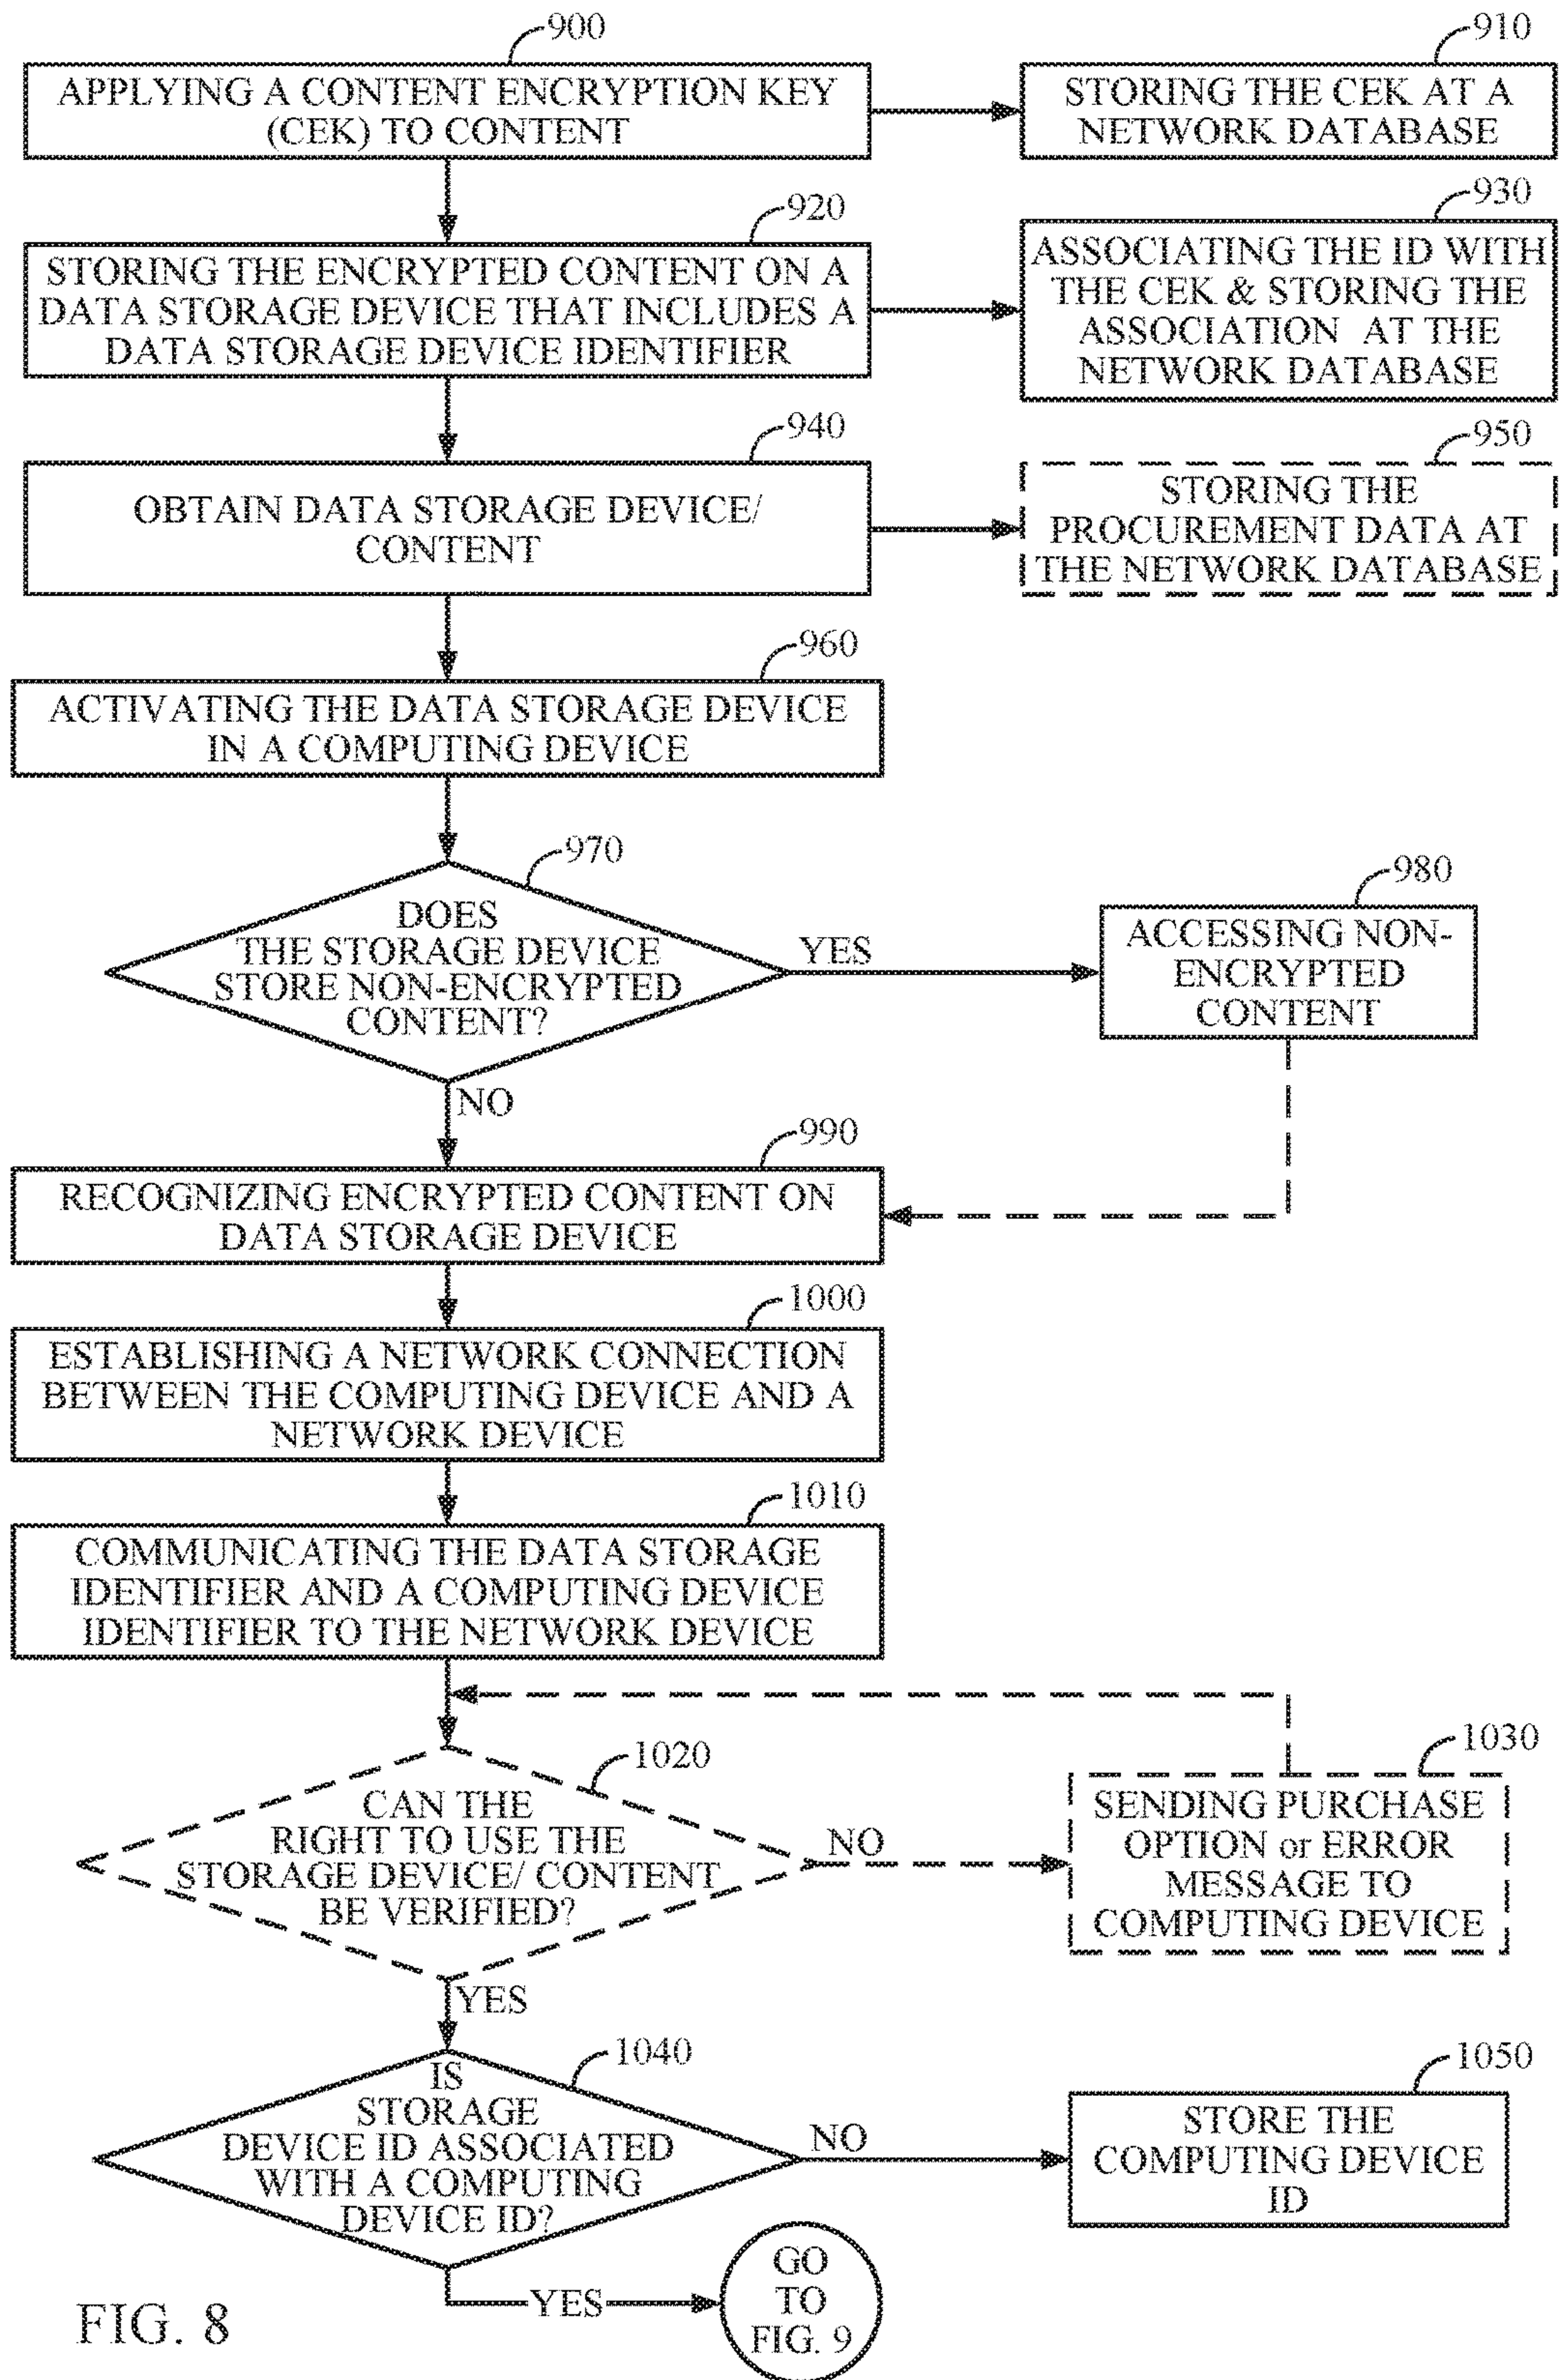 900
APPLYING A CONTENT ENCRYPTION KEY
(CEK) TO CONTENT
910
STORING THE CEK AT A
NETWORK DATABASE
920
STORING THE ENCRYPTED CONTENT ON A
DATA STORAGE DEVICE THAT INCLUDES A
DATA STORAGE DEVICE IDENTIFIER
930
ASSOCIATING THE ID WITH
THE CEK & STORING THE
ASSOCIATION AT THE
NETWORK DATABASE
940
OBTAIN DATA STORAGE DEVICE/
CONTENT
950
STORING THE
PROCUREMENT DATA AT
THE NETWORK DATABASE
960
ACTIVATING THE DATA STORAGE DEVICE
IN A COMPUTING DEVICE
970
DOES
THE STORAGE DEVICE
STORE NON-ENCRYPTED
CONTENT?
YES
980
ACCESSING NON-
ENCRYPTED
CONTENT
NO
990
RECOGNIZING ENCRYPTED CONTENT ON
DATA STORAGE DEVICE
1000
ESTABLISHING A NETWORK CONNECTION
BETWEEN THE COMPUTING DEVICE AND A
NETWORK DEVICE
1010
COMMUNICATING THE DATA STORAGE
IDENTIFIER AND A COMPUTING DEVICE
IDENTIFIER TO THE NETWORK DEVICE
1020
CAN THE
RIGHT TO USE THE
STORAGE DEVICE/ CONTENT
BE VERIFIED?
NO
1030
SENDING PURCHASE
OPTION or ERROR
MESSAGE TO
COMPUTING DEVICE
YES
1040
IS
STORAGE
DEVICE ID ASSOCIATED
WITH A COMPUTING
DEVICE ID?
NO
1050
STORE THE
COMPUTING DEVICE
ID
YES
GO
TO
FIG. 9
FIG. 8